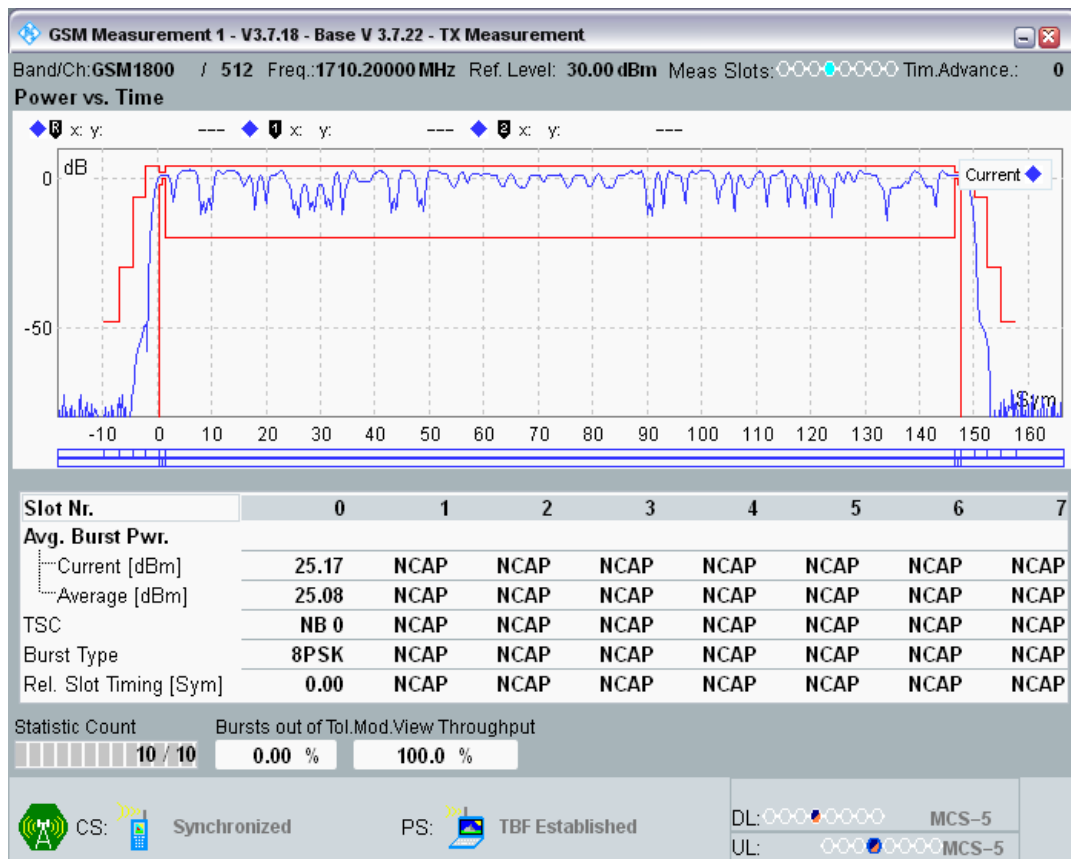 GSM Measurement 1 - V3.7.18 - Base V 3.7.22 - TX Measurement
Band/Ch:GSM1800 / 512 Freq.:1710.20000 MHz Ref. Level: 30.00 dBm Meas Slots: Tim.Advance.: 0
Power vs. Time
R x: y: --- 1 x: y: --- 2 x: y: ---
dB
Current
0
-50
Sym
-10 0 10 20 30 40 50 60 70 80 90 100 110 120 130 140 150 160
Slot Nr. 0 1 2 3 4 5 6 7
Avg. Burst Pwr.
Current [dBm] 25.17 NCAP NCAP NCAP NCAP NCAP NCAP NCAP
Average [dBm] 25.08 NCAP NCAP NCAP NCAP NCAP NCAP NCAP
TSC NB 0 NCAP NCAP NCAP NCAP NCAP NCAP NCAP
Burst Type 8PSK NCAP NCAP NCAP NCAP NCAP NCAP NCAP
Rel. Slot Timing [Sym] 0.00 NCAP NCAP NCAP NCAP NCAP NCAP NCAP
Statistic Count Bursts out of Tol.Mod.View Throughput
10 / 10 0.00 % 100.0 %
CS: Synchronized PS: TBF Established
DL: MCS-5
UL: MCS-5